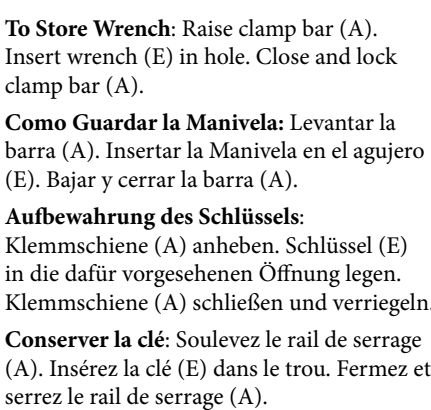 To Store Wrench: Raise clamp bar (A).
Insert wrench (E) in hole. Close and lock
clamp bar (A).
Como Guardar la Manivela: Levantar la
barra (A). Insertar la Manivela en el agujero
(E). Bajar y cerrar la barra (A).
Aufbewahrung des Schlüssels:
Klemmschiene (A) anheben. Schlüssel (E)
in die dafür vorgesehenen Öffnung legen.
Klemmschiene (A) schließen und verriegeln.
Conserver la clé: Soulevez le rail de serrage
(A). Insérez la clé (E) dans le trou. Fermez et
serrez le rail de serrage (A).